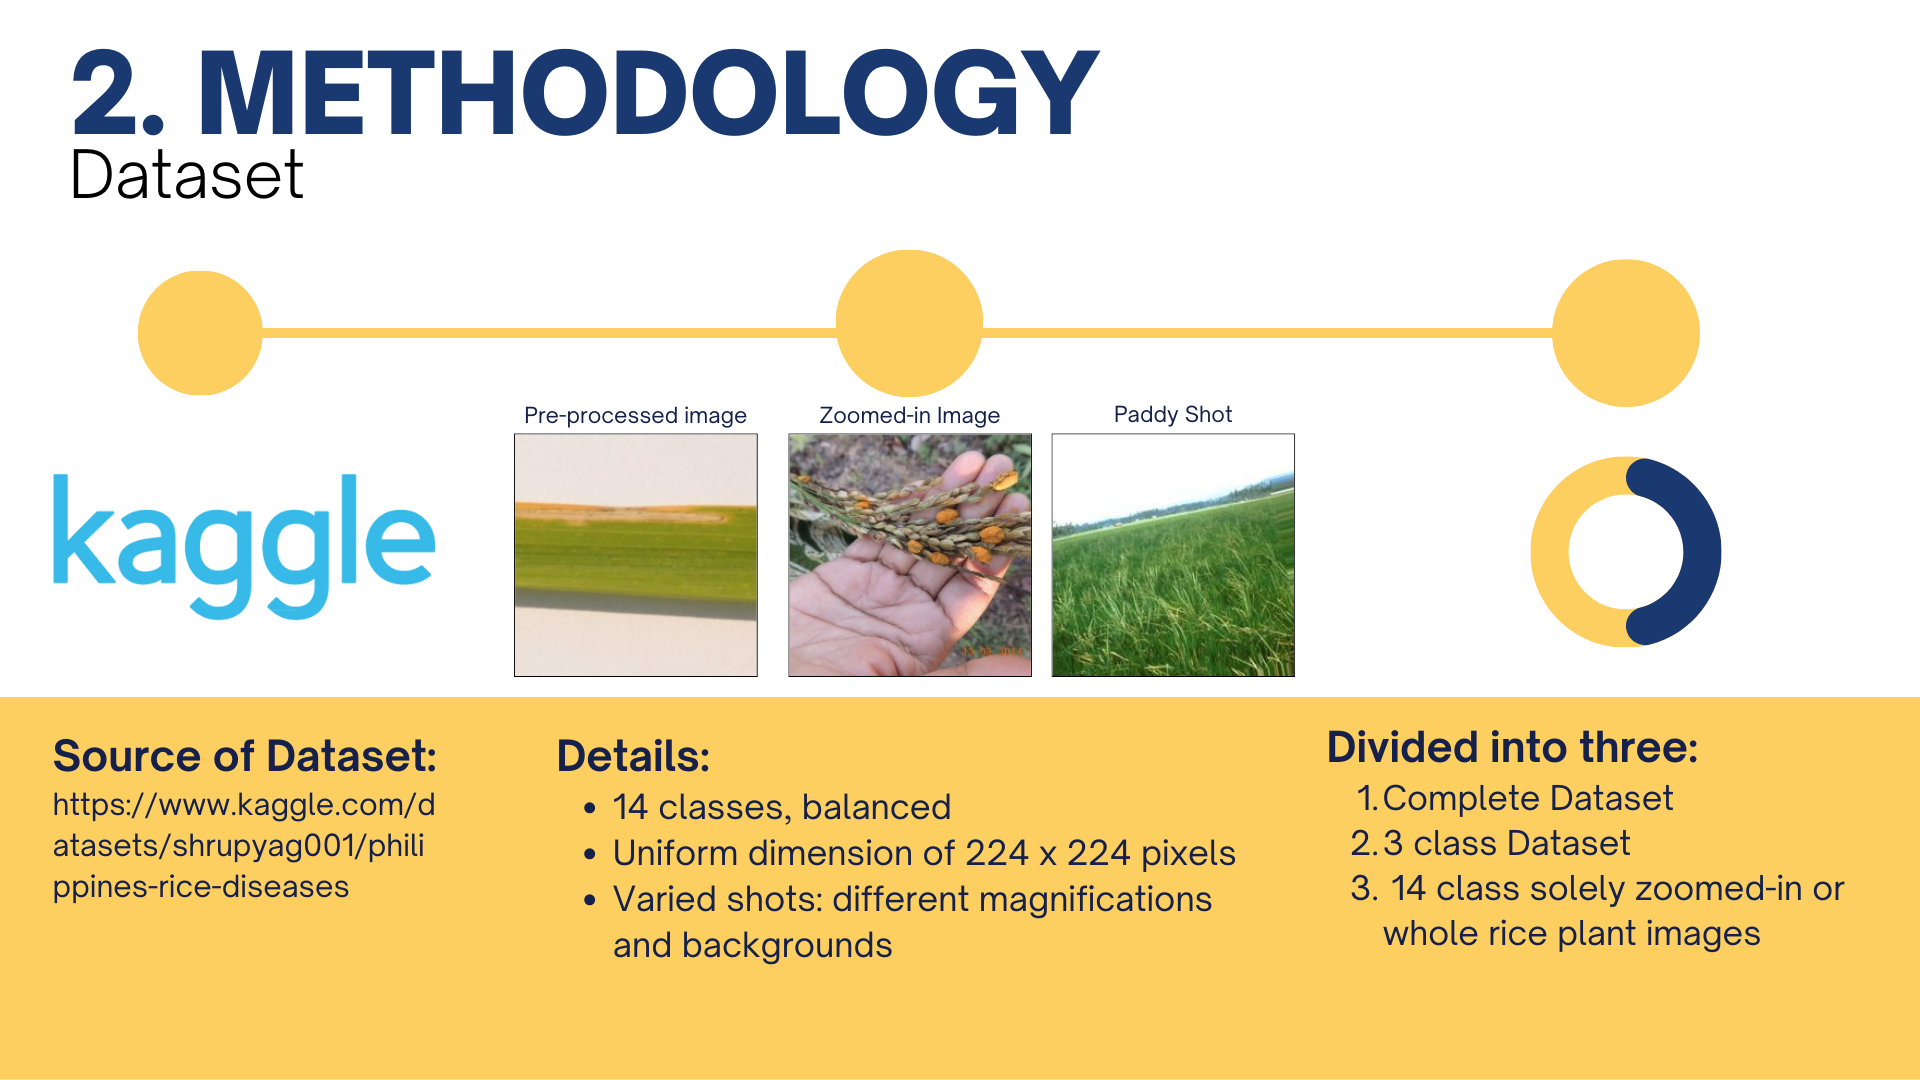 2. METHODOLOGY
Dataset
Pre-processed image
Zoomed-in Image
Paddy Shot
kaggle
Source of Dataset:
https://www.kaggle.com/d
atasets/shrupyag001/phili
ppines-rice-diseases
Details:
• 14 classes, balanced
• Uniform dimension of 224 x 224 pixels
• Varied shots: different magnifications
and backgrounds
Divided into three:
1. Complete Dataset
2. 3 class Dataset
3. 14 class solely zoomed-in or
whole rice plant images